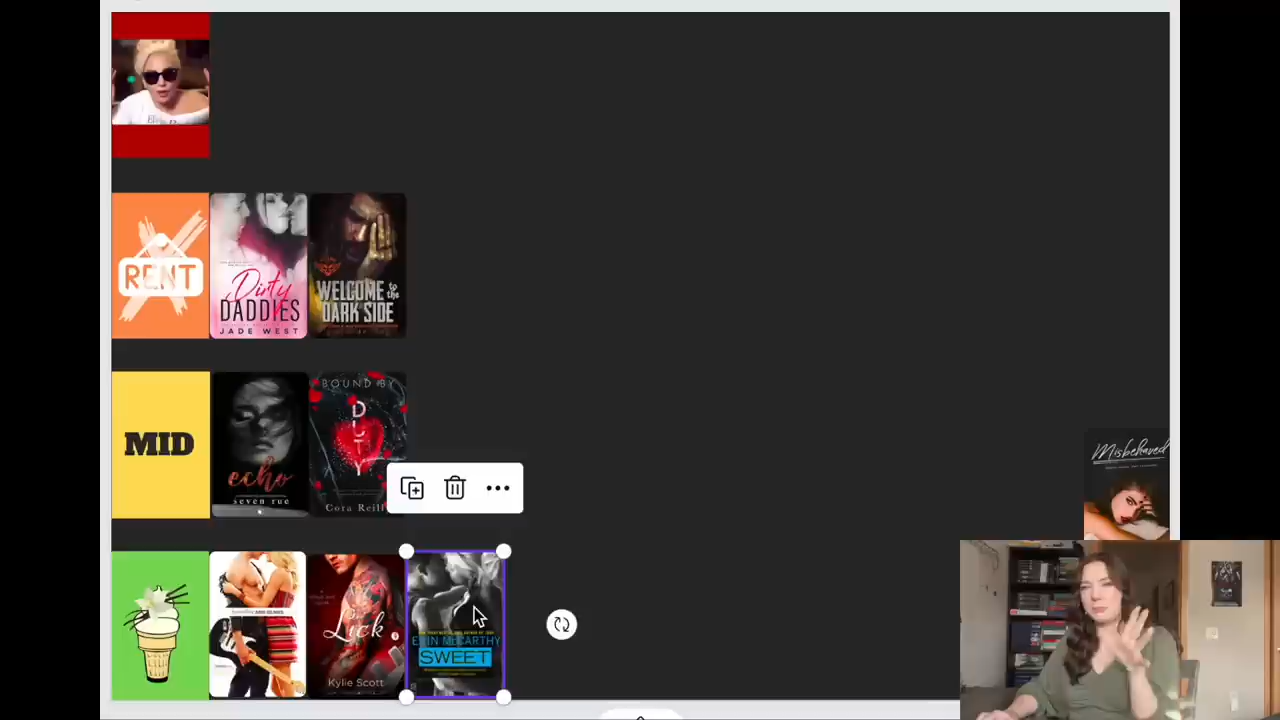 RENT
Dirty
DADDIES
JADE WEST
WELCOME to the
DARK SIDE
MID
echo
seven rue
BOUND BY
DUTY
Cora Reill
Misbehaved
Lick
Kylie Scott
ERIN McCARTHY
SWEET